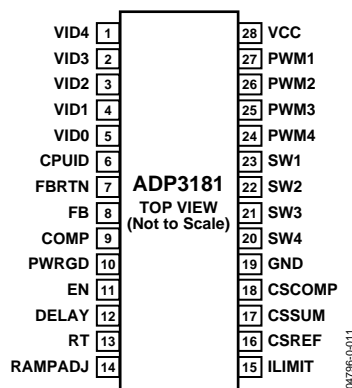 VID4 1 28 VCC
VID3 2 27 PWM1
VID2 3 26 PWM2
VID1 4 25 PWM3
VID0 5 24 PWM4
CPUID 6 23 SW1
FBRTN 7 ADP3181 22 SW2
FB 8 TOP VIEW 21 SW3
COMP 9 (Not to Scale) 20 SW4
PWRGD 10 19 GND
EN 11 18 CSCOMP
DELAY 12 17 CSSUM
RT 13 16 CSREF
RAMPADJ 14 15 ILIMIT
04796-0-011